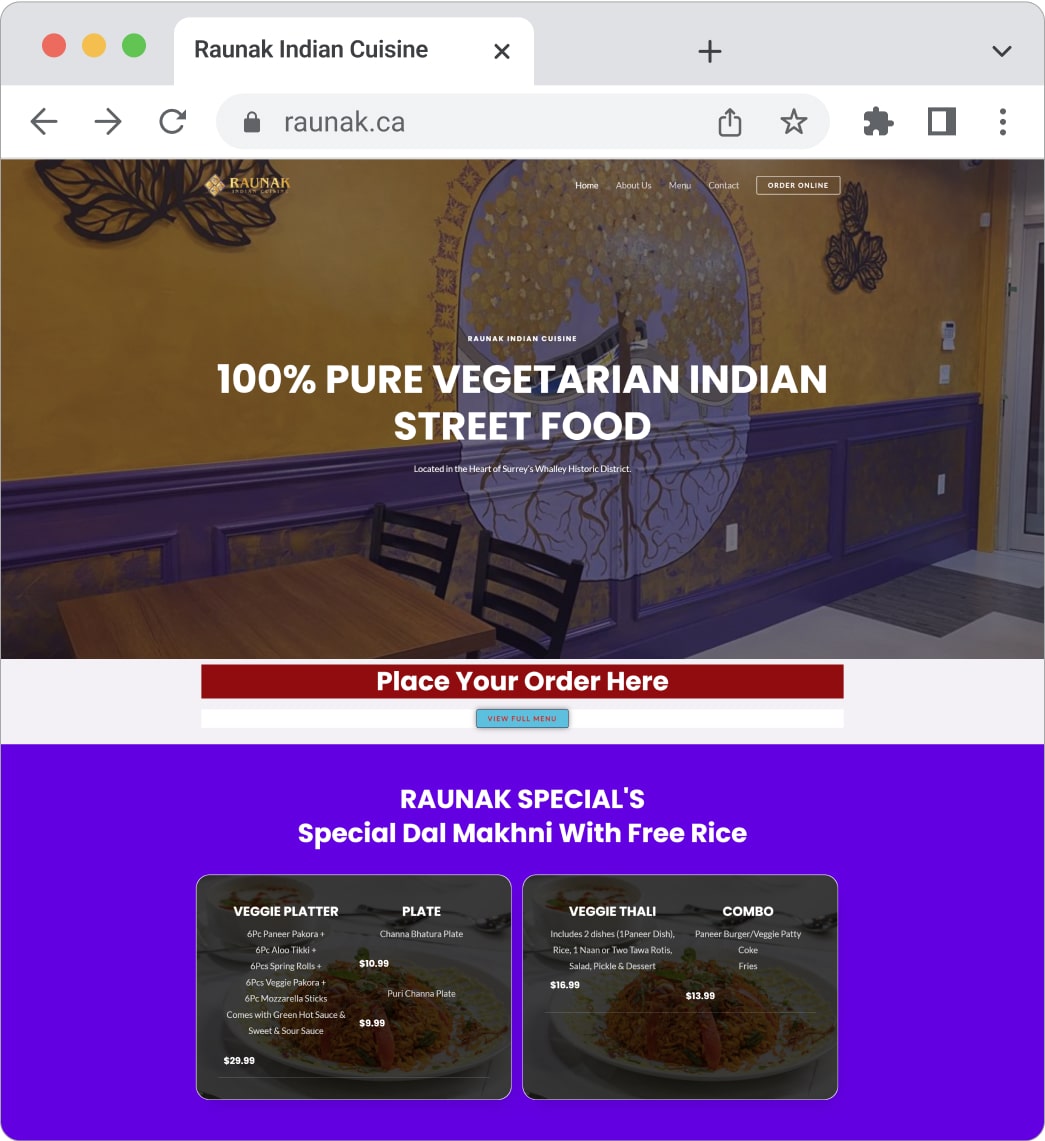 Raunak Indian Cuisine
raunak.ca
RAUNAK
INDIAN CUISINE
Home About Us Menu Contact ORDER ONLINE
RAUNAK INDIAN CUISINE
100% PURE VEGETARIAN INDIAN
STREET FOOD
Located in the Heart of Surrey's Whalley Historic District.
Place Your Order Here
VIEW FULL MENU
RAUNAK SPECIAL'S
Special Dal Makhni With Free Rice
VEGGIE PLATTER
6Pc Paneer Pakora +
6Pc Aloo Tikki +
6Pcs Spring Rolls +
6Pcs Veggie Pakora +
6Pc Mozzarella Sticks
Comes with Green Hot Sauce &
Sweet & Sour Sauce
$29.99
PLATE
Channa Bhatura Plate
$10.99
Puri Channa Plate
$9.99
VEGGIE THALI
Includes 2 dishes (1Paneer Dish),
Rice, 1 Naan or Two Tawa Rotis,
Salad, Pickle & Dessert
$16.99
COMBO
Paneer Burger/Veggie Patty
Coke
Fries
$13.99